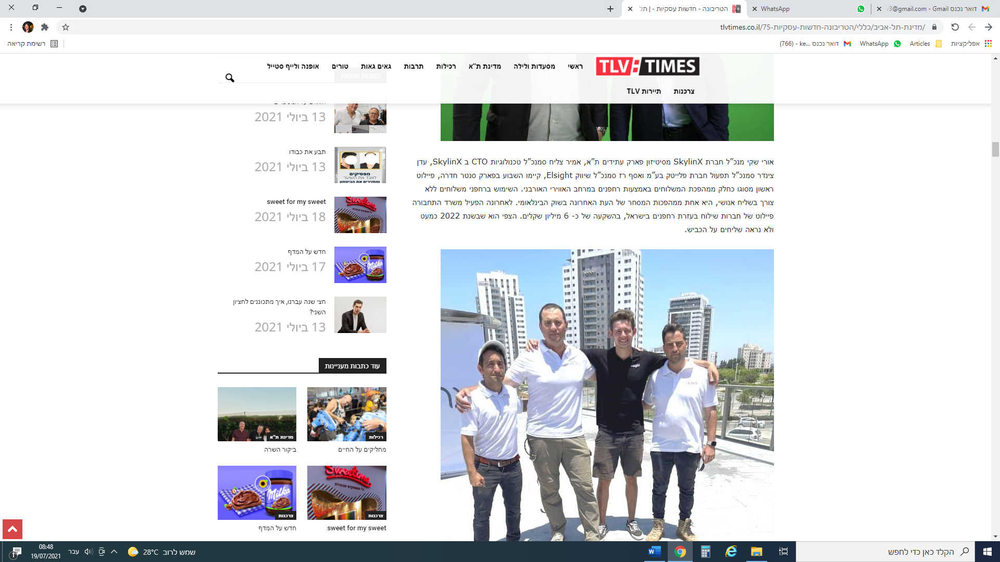 דואר נכנס v3@gmail.com - Gmail
WhatsApp
הטריבונה - חדשות עסקיות - | תל
tlvtimes.co.il/מדינת-תל-אביב/כללי/הטריבונה-חדשות-עסקיות-75/
אפליקציות
Articles
WhatsApp
דואר נכנס (766) - ke...
רשימת קריאה
TLV TIMES
ראשי
מסעדות ולילה
מדינת ת"א
רכילות
תרבות
גאים גאות
טורים
אופנה ולייף סטייל
צרכנות
תיירות TLV
כתבות נוספות
אורי שקי מנכ"ל חברת SkylinX מסיטיזון פארק עתידים ת"א, אמיר צליח סמנכ"ל טכנולוגיות CTO ב SkylinX, עדן
צינדר סמנכ"ל תפעול חברת פלייטק בע"מ ואסף רז סמנכ"ל שיווק Elsight, קיימו השבוע בפארק סנטר חדרה, פיילוט
ראשון מסוגו כחלק ממהפכת המשלוחים באמצעות רחפנים במרחב האווירי האורבני. השימוש ברחפני משלוחים ללא
צורך בשליח אנושי, היא אחת ממהפכות המסחר של העת האחרונה בשוק הבינלאומי. לאחרונה הפעיל משרד התחבורה
פיילוט של חברות שילוח בעזרת רחפנים בישראל, בהשקעה של כ- 6 מיליון שקלים. הצפי הוא שבשנת 2022 כמעט
ולא נראה שליחים על הכביש.
13 ביולי 2021
תבע את כבודו
13 ביולי 2021
מפסיקים
לאבד את השיער
ומחזירים את הביטחון
sweet for my sweet
18 ביולי 2021
Sweetime
חדש על המדף
17 ביולי 2021
Milka
חצי שנה עברנו, איך מתכוננים לחציון
השני?
13 ביולי 2021
עוד כתבות מעניינות
רכילות
מחליקים על החיים
מדינת ת"א
ביקור השרה
Sweetime
צרכנות
sweet for my sweet
Milka
צרכנות
חדש על המדף
הקלד כאן כדי לחפש
28°C שמש לרוב
עבר
08:48
19/07/2021
1